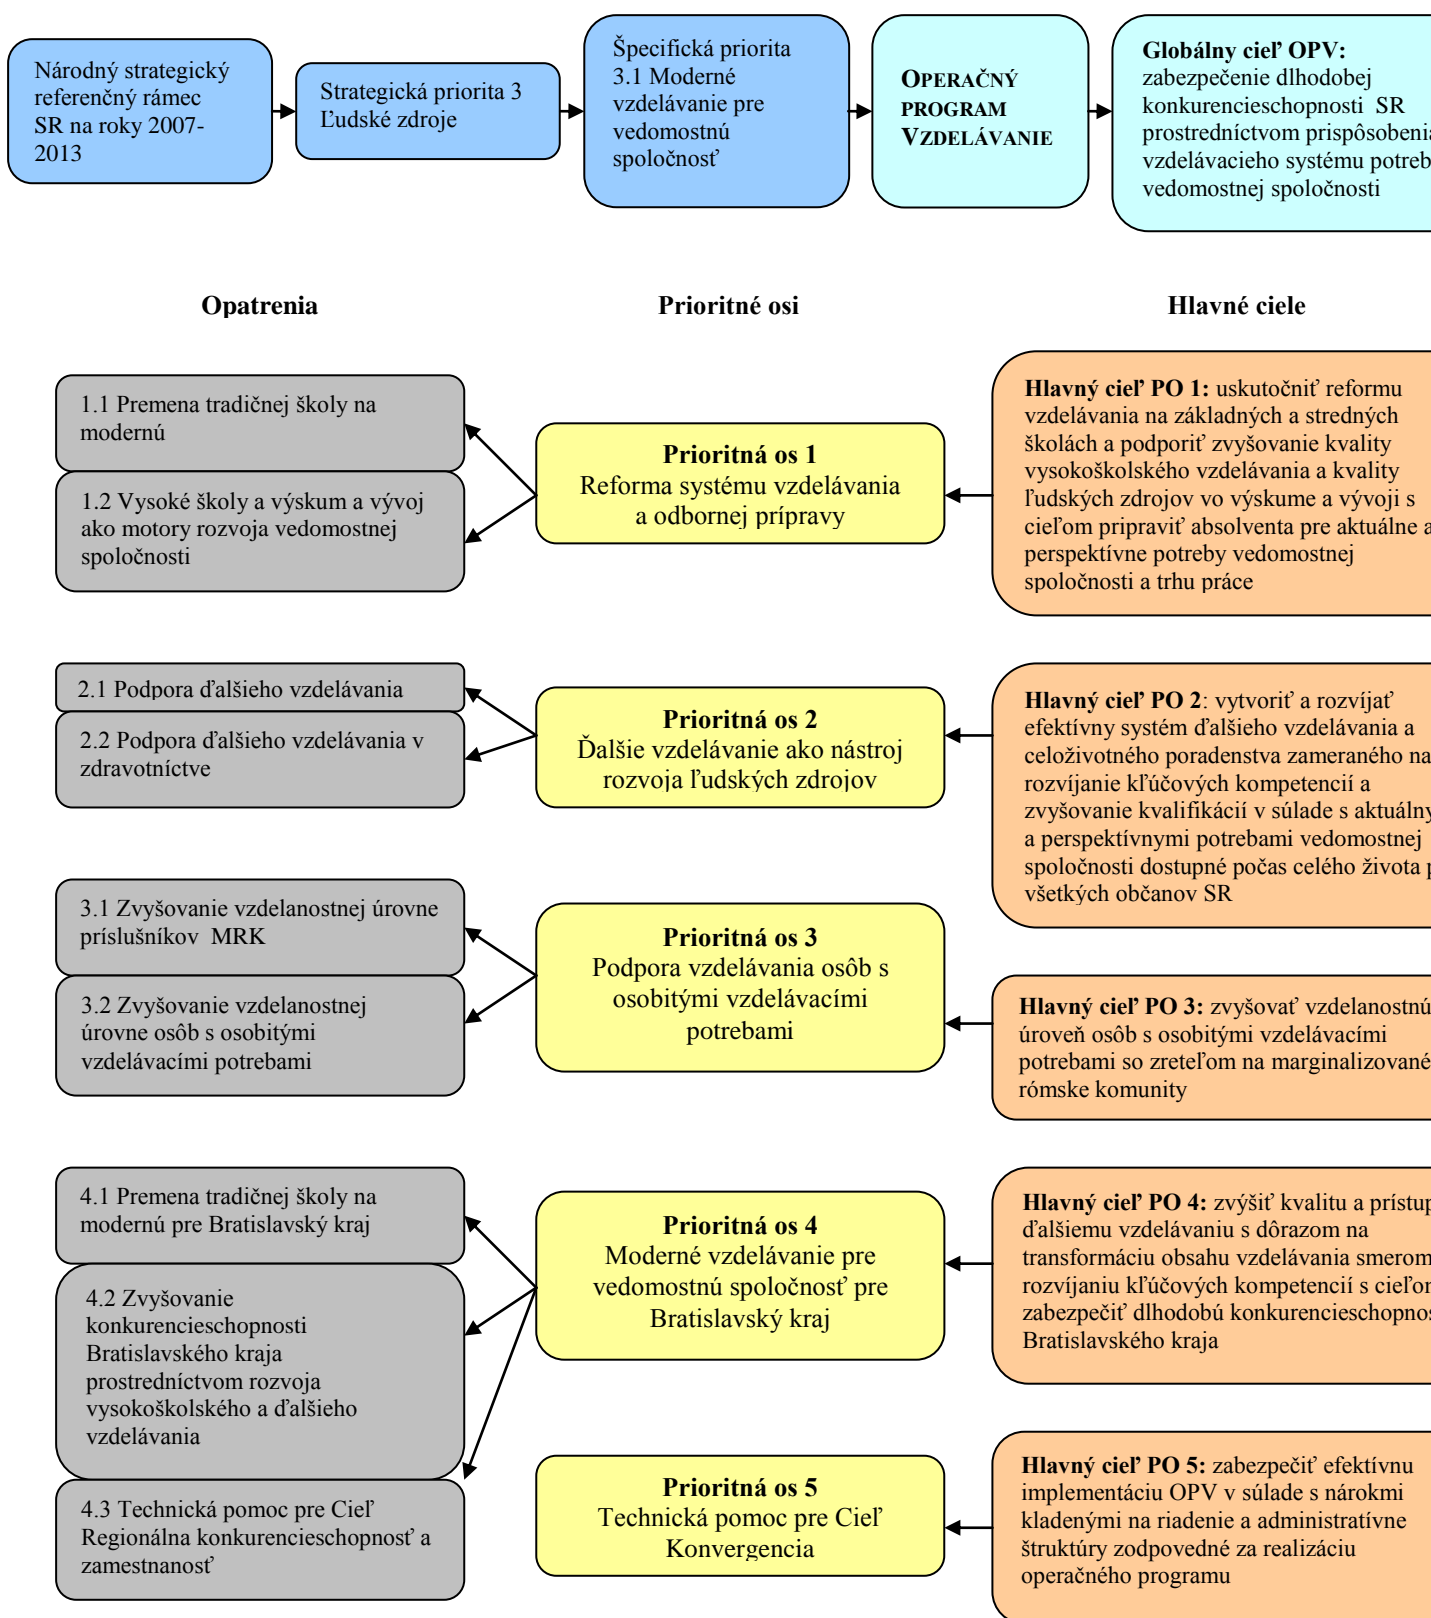 Národný strategický
referenčný rámec
SR na roky 2007-
2013
Strategická priorita 3
Ľudské zdroje
Špecifická priorita
3.1 Moderné
vzdelávanie pre
vedomostnú
spoločnosť
OPERAČNÝ
PROGRAM
VZDELÁVANIE
Globálny cieľ OPV:
zabezpečenie dlhodobej
konkurencieschopnosti SR
prostredníctvom prispôsobenia
vzdelávacieho systému potreb
vedomostnej spoločnosti
Opatrenia
Prioritné osi
Hlavné ciele
1.1 Premena tradičnej školy na
modernú
1.2 Vysoké školy a výskum a vývoj
ako motory rozvoja vedomostnej
spoločnosti
Prioritná os 1
Reforma systému vzdelávania
a odbornej prípravy
Hlavný cieľ PO 1: uskutočniť reformu
vzdelávania na základných a stredných
školách a podporiť zvyšovanie kvality
vysokoškolského vzdelávania a kvality
ľudských zdrojov vo výskume a vývoji s
cieľom pripraviť absolventa pre aktuálne a
perspektívne potreby vedomostnej
spoločnosti a trhu práce
2.1 Podpora ďalšieho vzdelávania
2.2 Podpora ďalšieho vzdelávania v
zdravotníctve
Prioritná os 2
Ďalšie vzdelávanie ako nástroj
rozvoja ľudských zdrojov
Hlavný cieľ PO 2: vytvoriť a rozvíjať
efektívny systém ďalšieho vzdelávania a
celoživotného poradenstva zameraného na
rozvíjanie kľúčových kompetencií a
zvyšovanie kvalifikácií v súlade s aktuálny
a perspektívnymi potrebami vedomostnej
spoločnosti dostupné počas celého života p
všetkých občanov SR
3.1 Zvyšovanie vzdelanostnej úrovne
príslušníkov MRK
3.2 Zvyšovanie vzdelanostnej
úrovne osôb s osobitými
vzdelávacími potrebami
Prioritná os 3
Podpora vzdelávania osôb s
osobitými vzdelávacími
potrebami
Hlavný cieľ PO 3: zvyšovať vzdelanostnú
úroveň osôb s osobitými vzdelávacími
potrebami so zreteľom na marginalizované
rómske komunity
4.1 Premena tradičnej školy na
modernú pre Bratislavský kraj
4.2 Zvyšovanie
konkurencieschopnosti
Bratislavského kraja
prostredníctvom rozvoja
vysokoškolského a ďalšieho
vzdelávania
4.3 Technická pomoc pre Cieľ
Regionálna konkurencieschopnosť a
zamestnanosť
Prioritná os 4
Moderné vzdelávanie pre
vedomostnú spoločnosť pre
Bratislavský kraj
Hlavný cieľ PO 4: zvýšiť kvalitu a prístup
ďalšiemu vzdelávaniu s dôrazom na
transformáciu obsahu vzdelávania smerom
rozvíjaniu kľúčových kompetencií s cieľom
zabezpečiť dlhodobú konkurencieschopnos
Bratislavského kraja
Prioritná os 5
Technická pomoc pre Cieľ
Konvergencia
Hlavný cieľ PO 5: zabezpečiť efektívnu
implementáciu OPV v súlade s nárokmi
kladenými na riadenie a administratívne
štruktúry zodpovedné za realizáciu
operačného programu